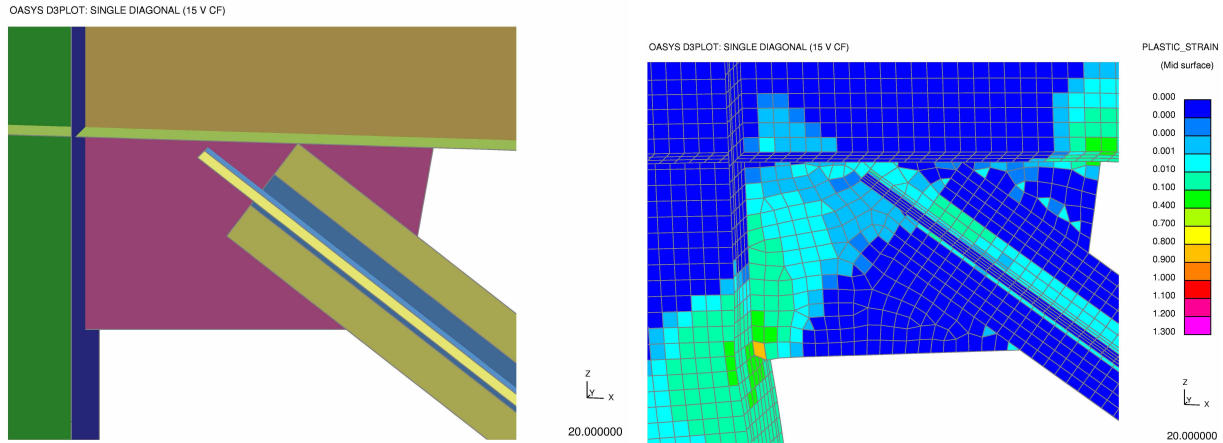 OASYS D3PLOT: SINGLE DIAGONAL (15 V CF)
Z
Y
X
20.000000
OASYS D3PLOT: SINGLE DIAGONAL (15 V CF)
PLASTIC_STRAIN
(Mid surface)
0.000
0.000
0.000
0.001
0.010
0.100
0.400
0.700
0.800
0.900
1.000
1.100
1.200
1.300
Z
Y
X
20.000000